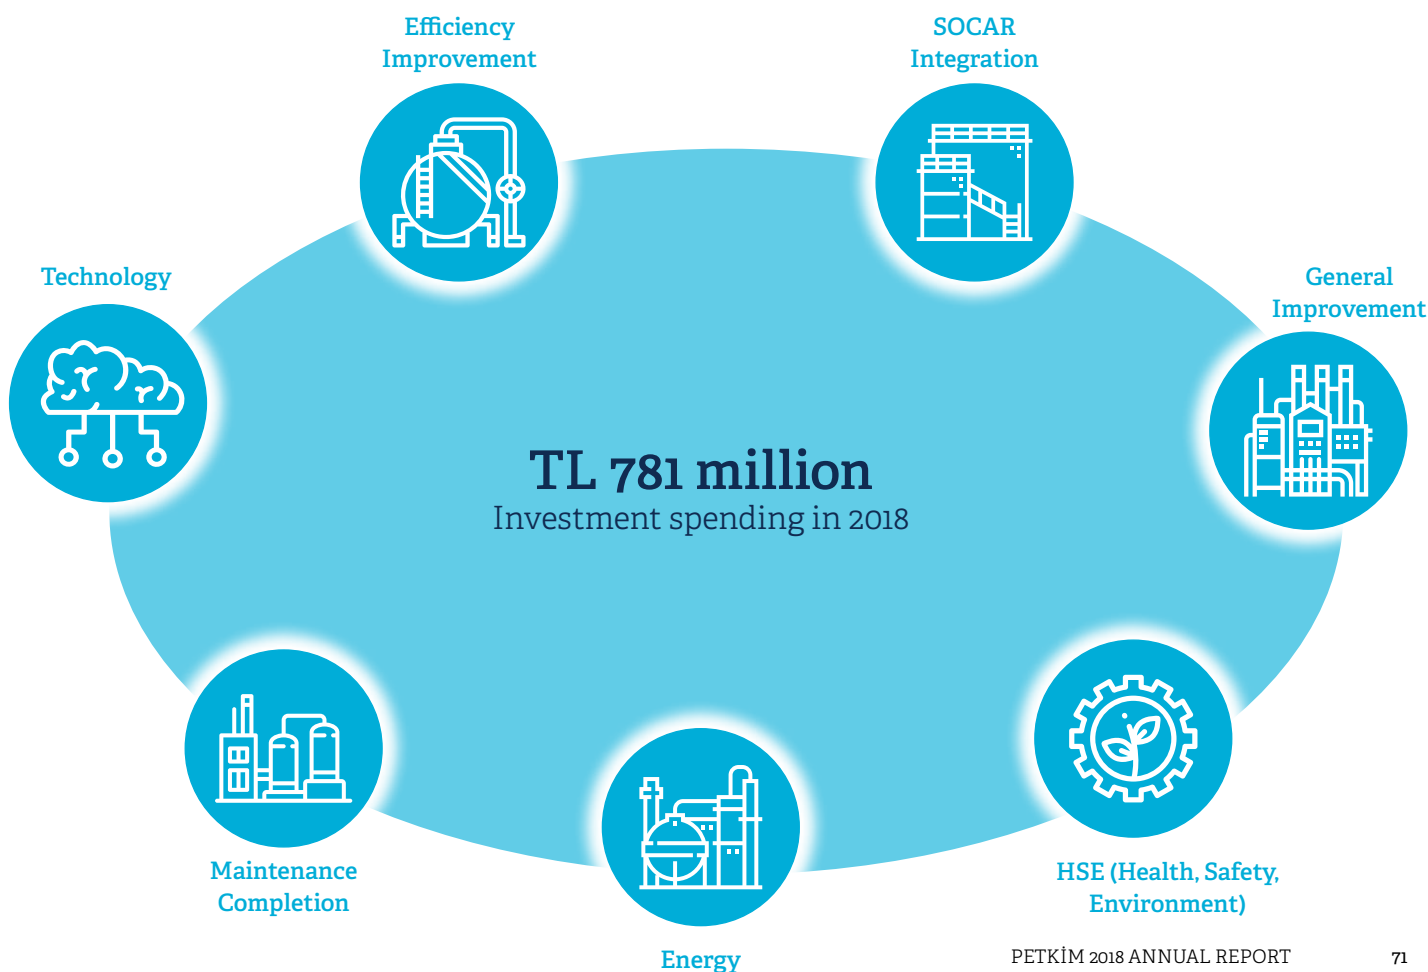 Efficiency
Improvement
SOCAR
Integration
Technology
General
Improvement
TL 781 million
Investment spending in 2018
Maintenance
Completion
HSE (Health, Safety,
Environment)
Energy
PETKİM 2018 ANNUAL REPORT 71